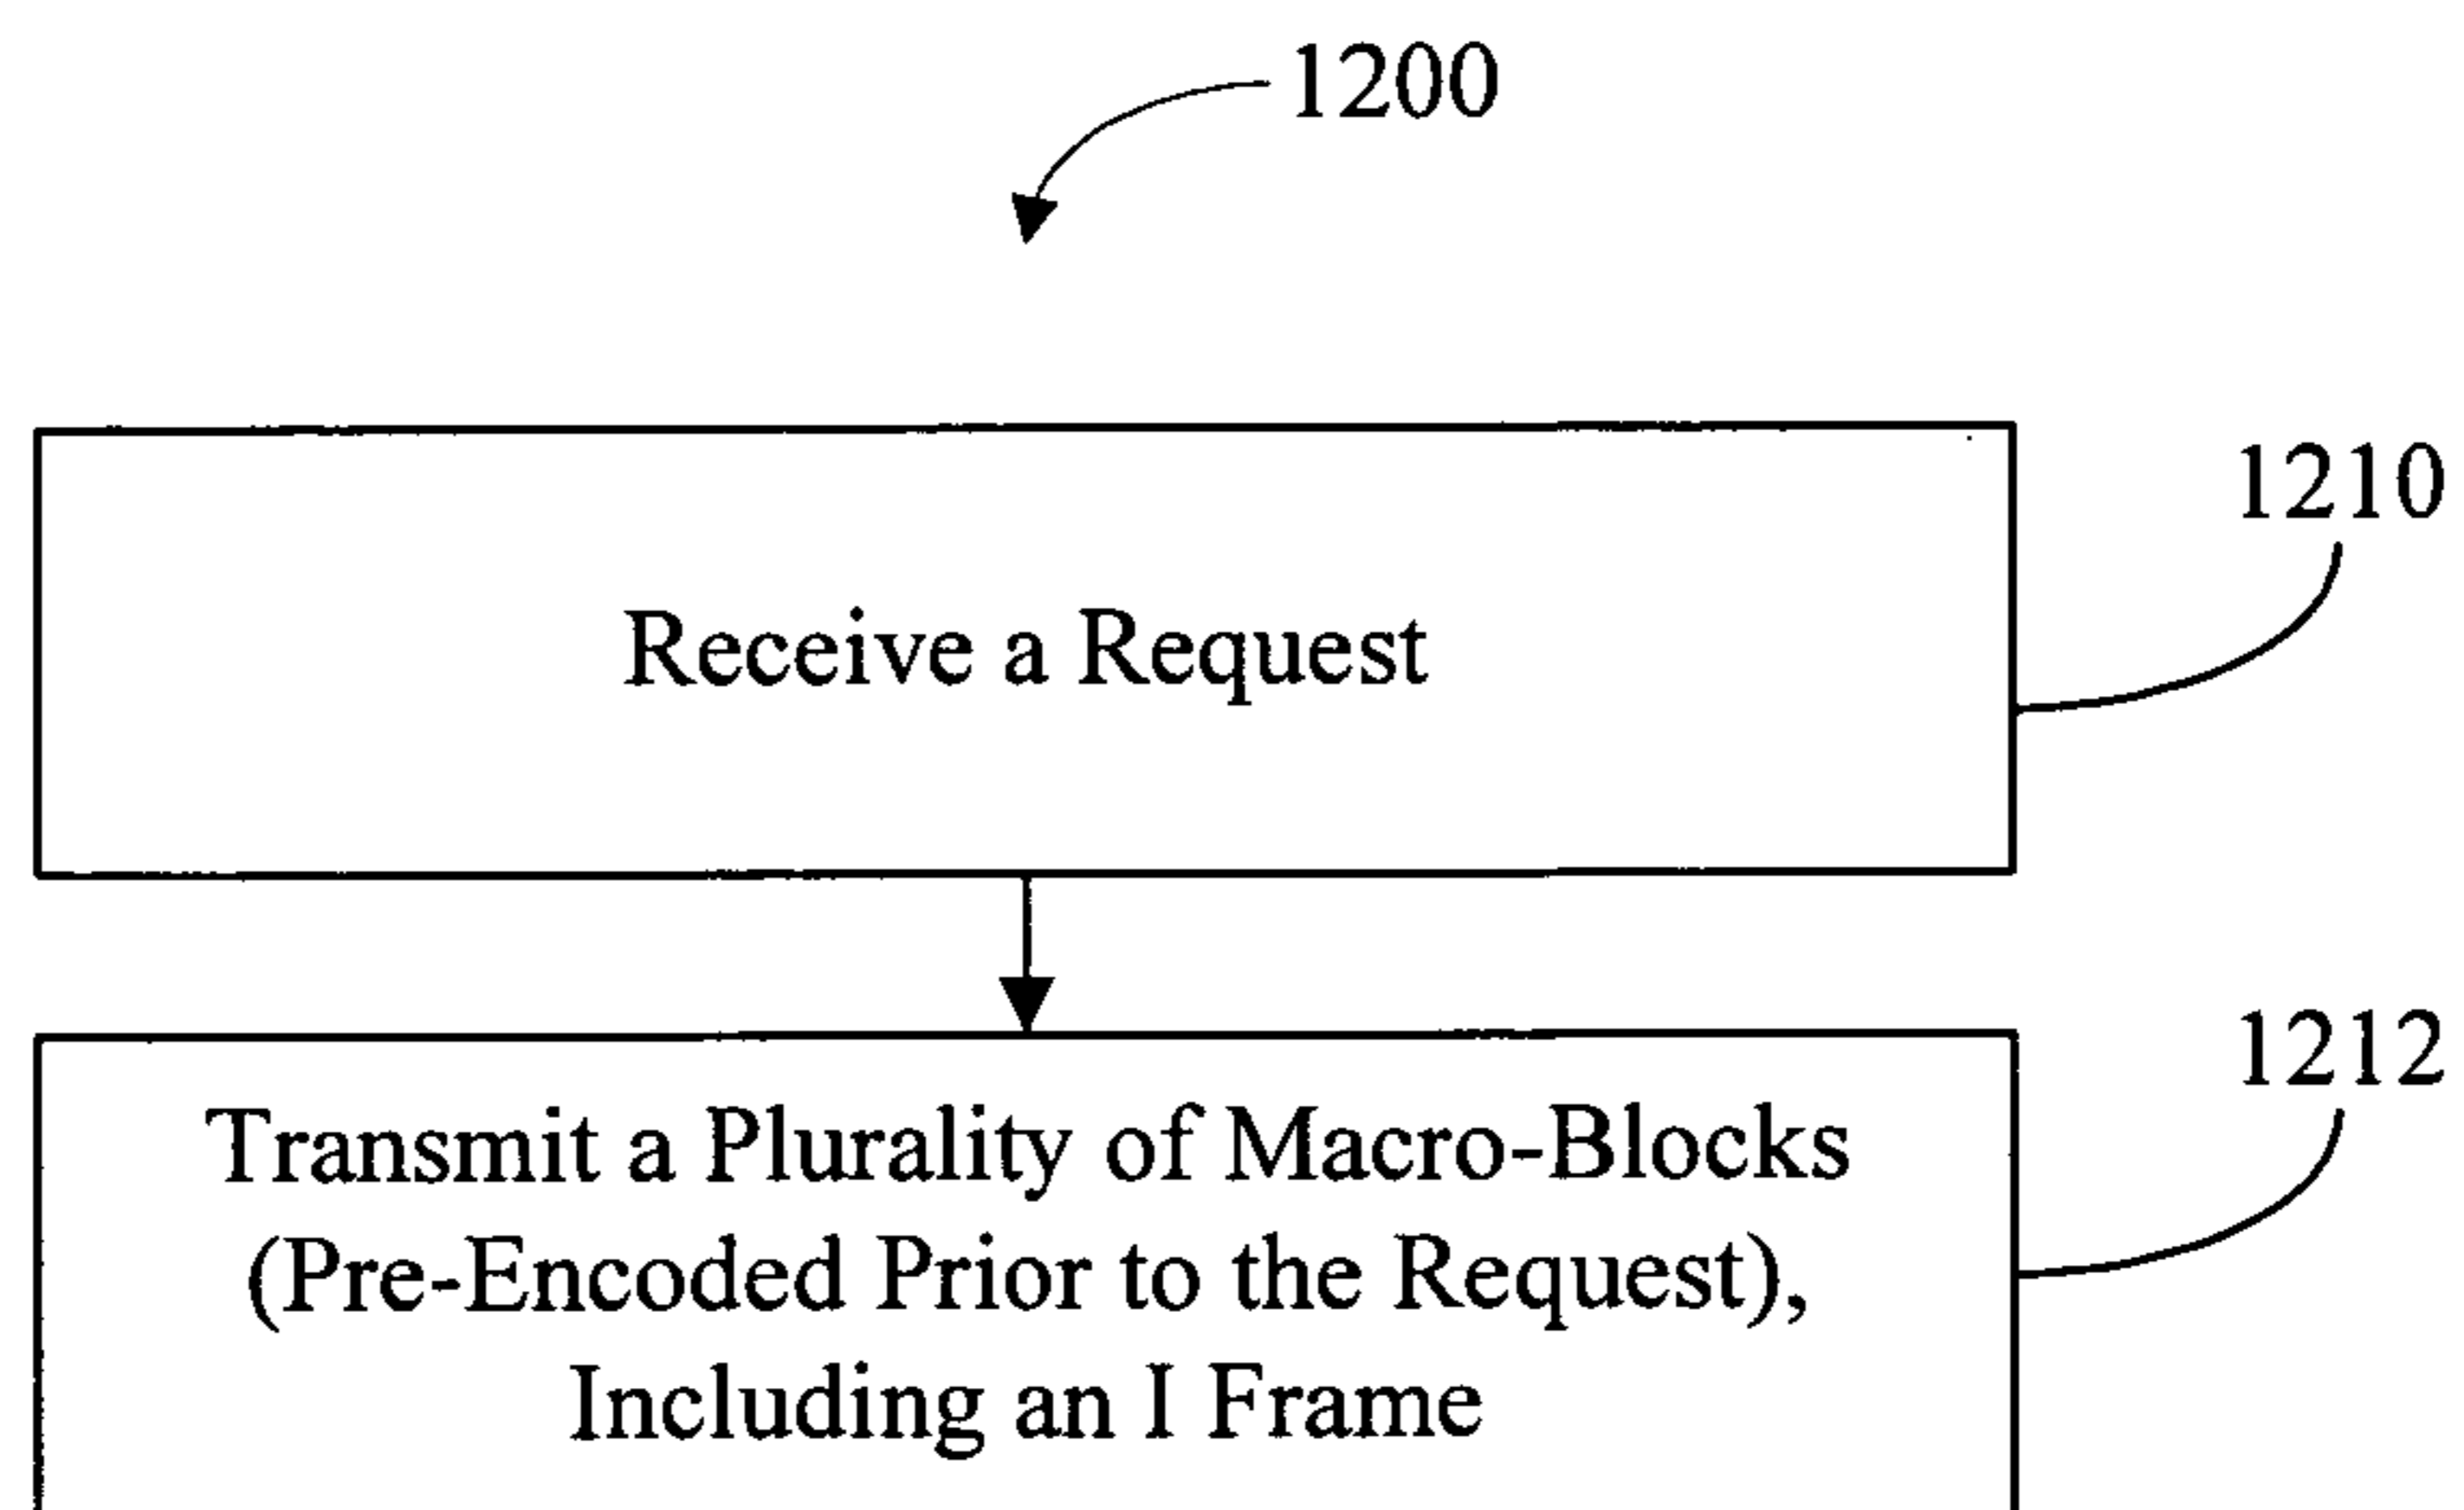 1200
1210
Receive a Request
1212
Transmit a Plurality of Macro-Blocks
(Pre-Encoded Prior to the Request),
Including an I Frame